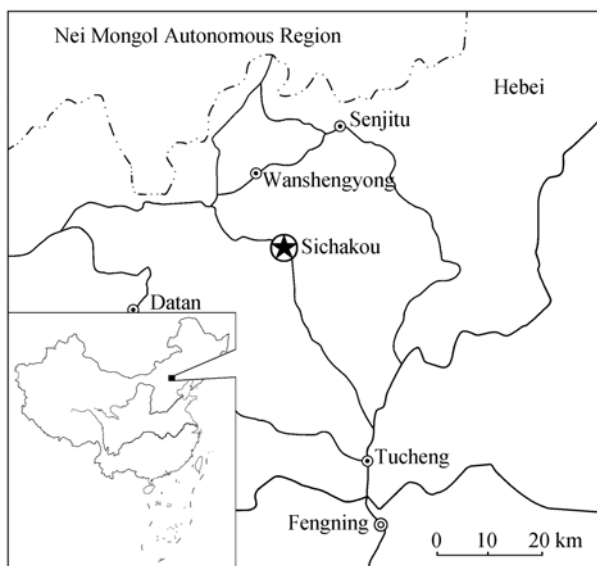 Nei Mongol Autonomous Region
Hebei
Senjitu
Wanshengyong
Sichakou
Datan
Tucheng
Fengning
0 10 20 km